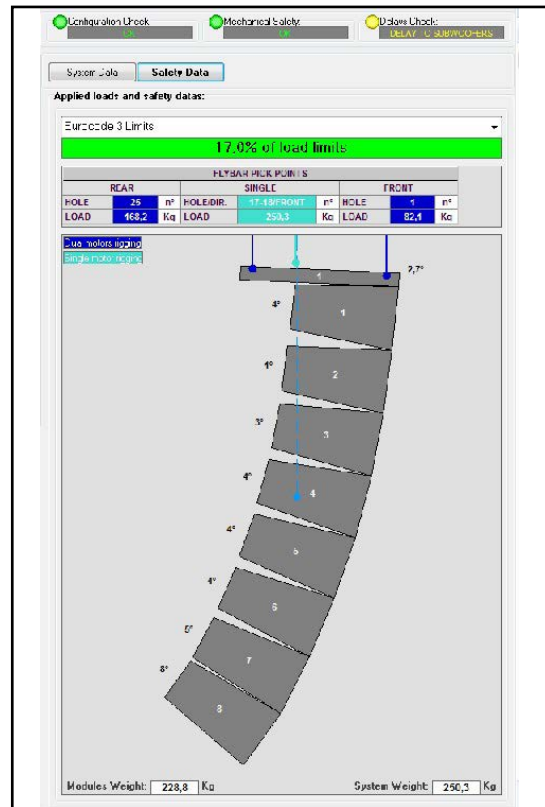 Configuration Check
Mechanical Safety:
Delays Check:
OK
OK
DELAY TO SUBWOOFERS
System Data
Safety Data
Applied loads and safety datas:
Eurocode 3 Limits
17,0% of load limits
FLYBAR PICK POINTS
REAR SINGLE FRONT
HOLE 25 n° HOLE/DIR. 17-18/FRONT n° HOLE 1 n°
LOAD 168,2 Kg LOAD 250,3 Kg LOAD 82,1 Kg
Dual motors rigging
Single motor rigging
1
2,7°
4°
1
2
3°
3
4°
4
4°
5
4°
6
5°
7
8°
8
Modules Weight: 228,8 Kg
System Weight: 250,3 Kg